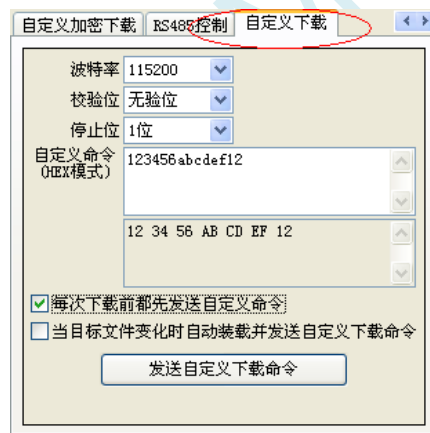 自定义加密下载 RS485控制 自定义下载
波特率 115200
校验位 无验位
停止位 1位
自定义命令 123456abcdef12
(HEX模式)
12 34 56 AB CD EF 12
每次下载前都先发送自定义命令
当目标文件变化时自动装载并发送自定义下载命令
发送自定义下载命令